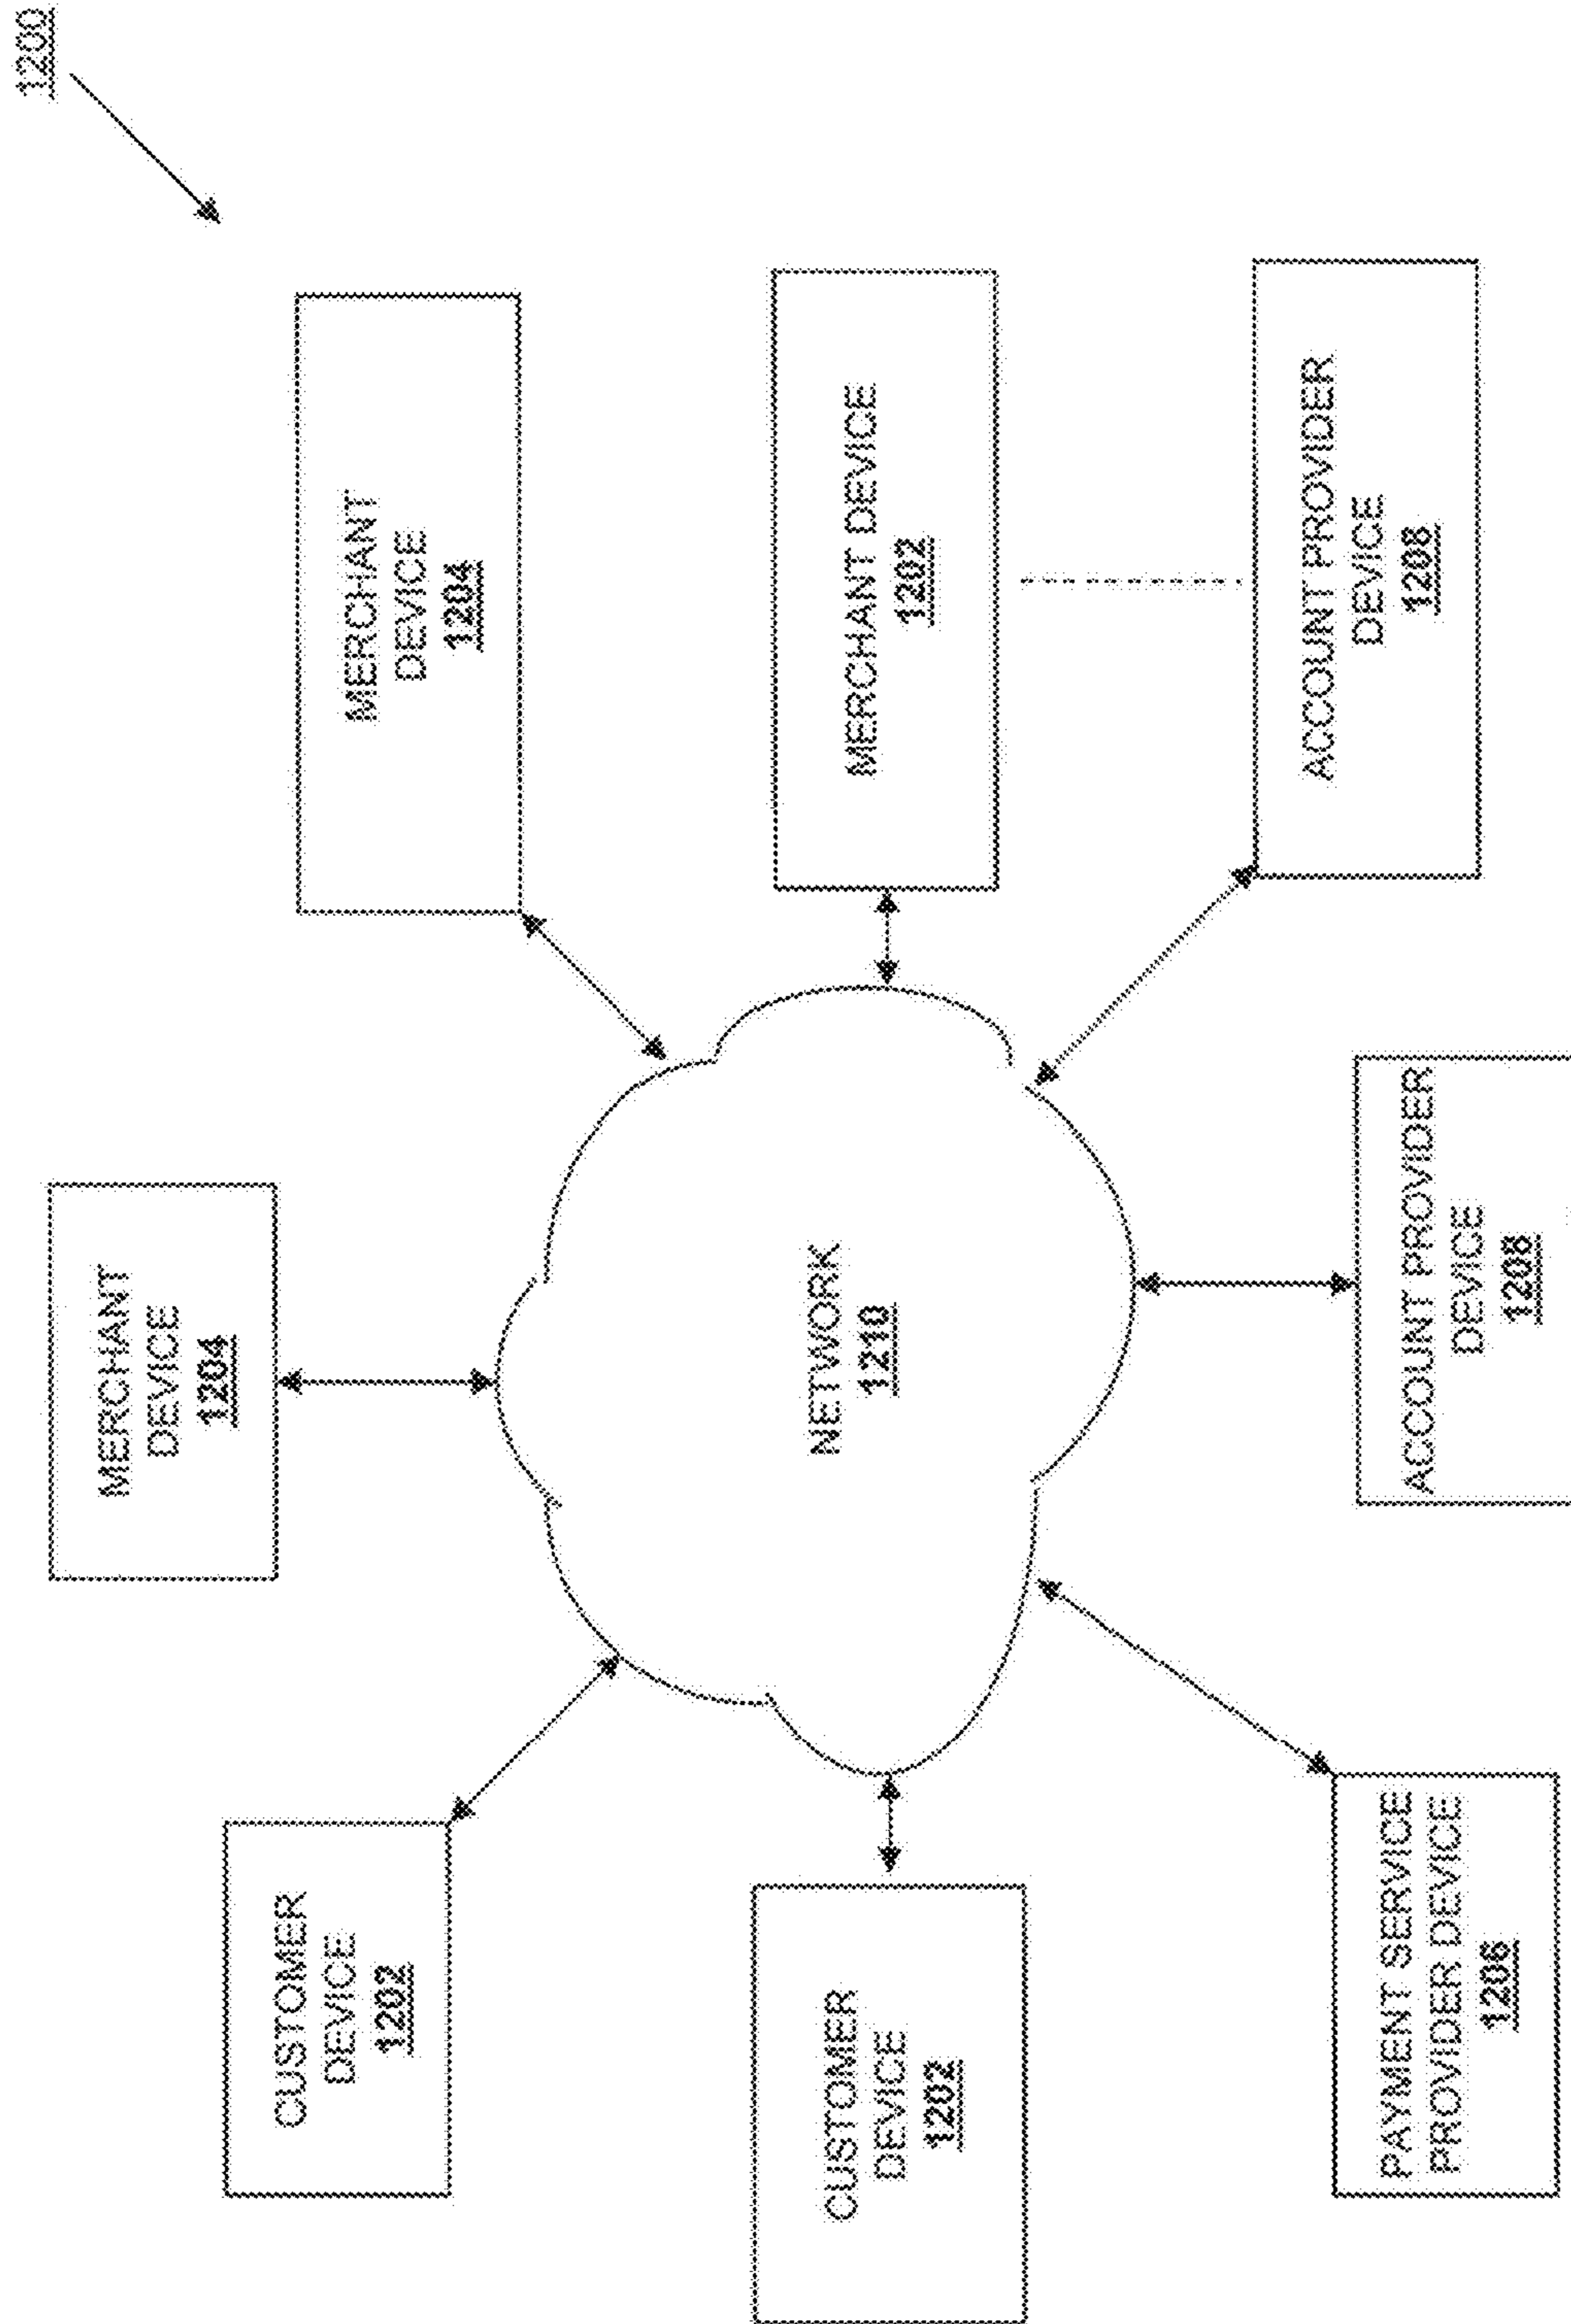 1200
MERCHANT
DEVICE
1204
CUSTOMER
DEVICE
1202
MERCHANT
DEVICE
1204
CUSTOMER
DEVICE
1202
NETWORK
1210
MERCHANT DEVICE
1202
PAYMENT SERVICE
PROVIDER DEVICE
1206
ACCOUNT PROVIDER
DEVICE
1208
ACCOUNT PROVIDER
DEVICE
1208